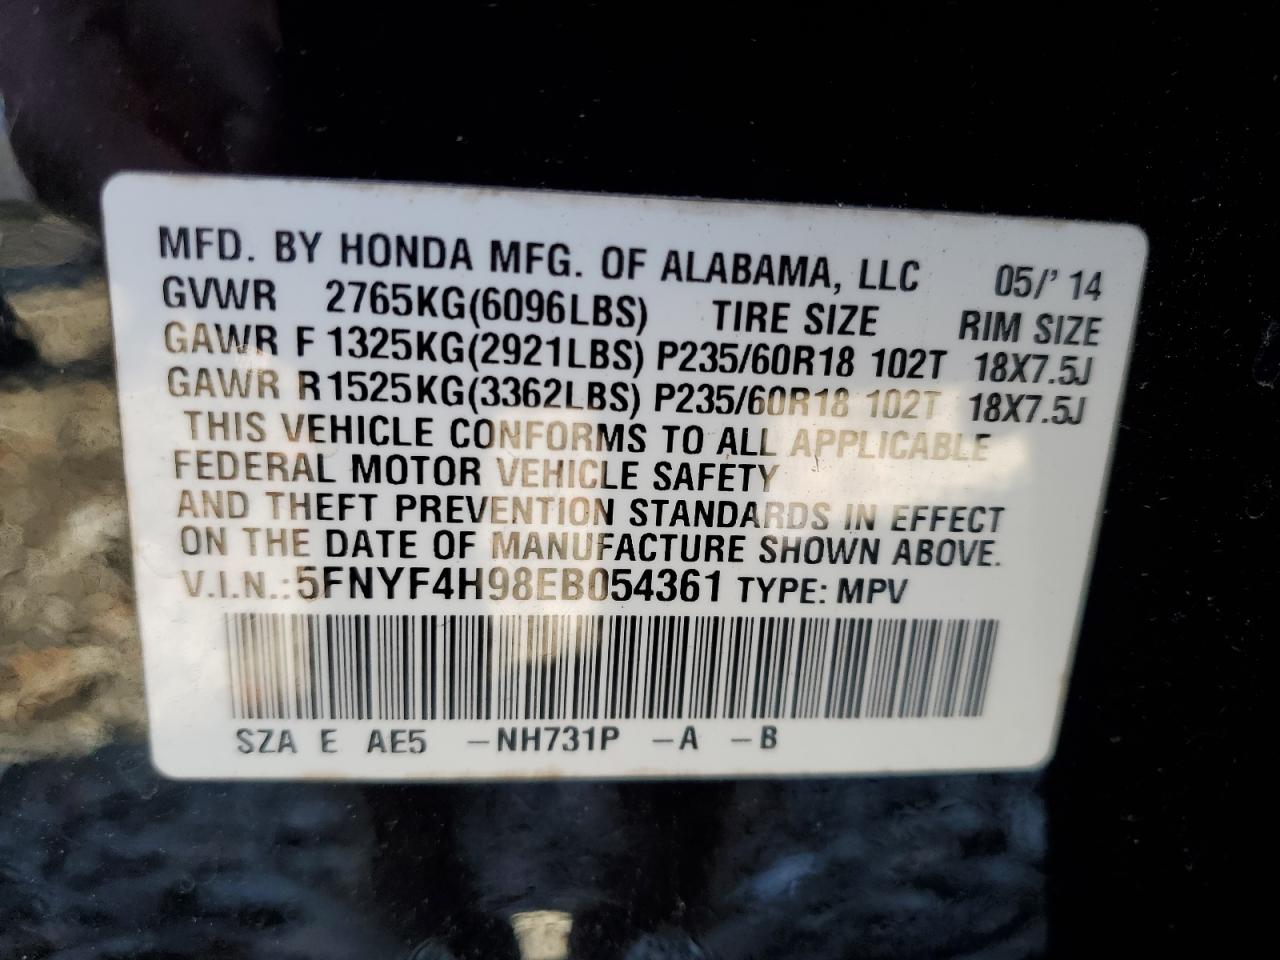 MFD. BY HONDA MFG. OF ALABAMA, LLC 05/'14
GVWR 2765KG(6096LBS) TIRE SIZE RIM SIZE
GAWR F 1325KG(2921LBS) P235/60R18 102T 18X7.5J
GAWR R 1525KG(3362LBS) P235/60R18 102T 18X7.5J
THIS VEHICLE CONFORMS TO ALL APPLICABLE
FEDERAL MOTOR VEHICLE SAFETY
AND THEFT PREVENTION STANDARDS IN EFFECT
ON THE DATE OF MANUFACTURE SHOWN ABOVE.
V.I.N.: 5FNYF4H98EB054361 TYPE: MPV
SZA E AE5 -NH731P -A -B